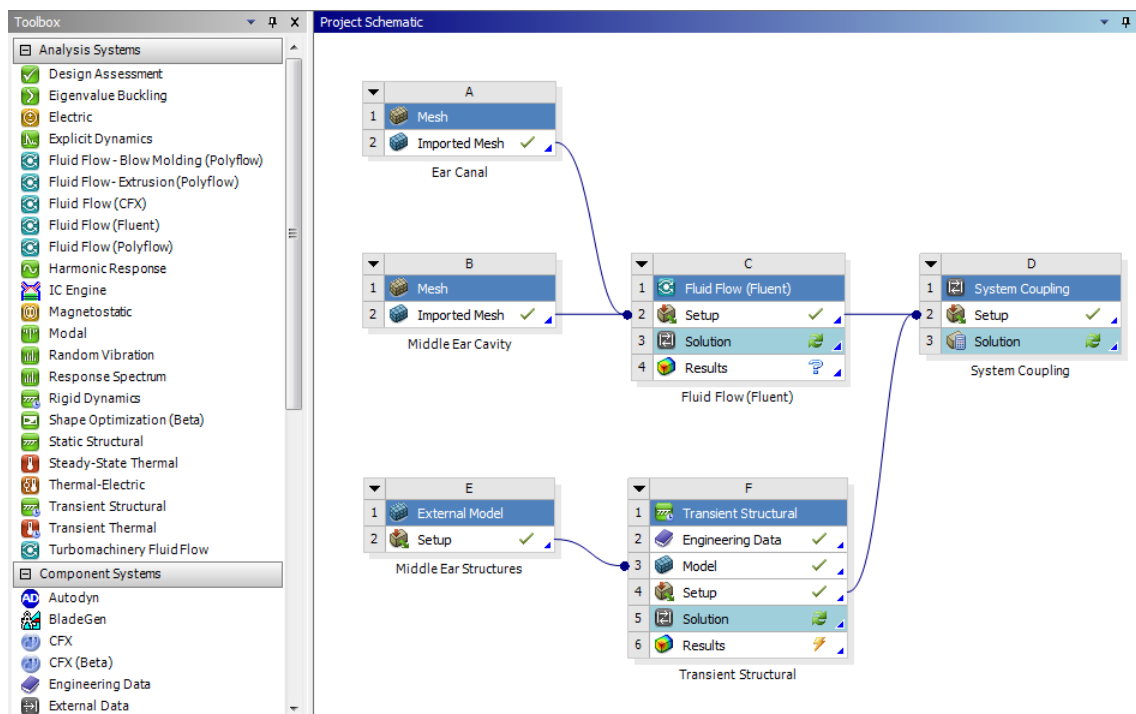 Toolbox
Analysis Systems
Design Assessment
Eigenvalue Buckling
Electric
Explicit Dynamics
Fluid Flow - Blow Molding (Polyflow)
Fluid Flow- Extrusion (Polyflow)
Fluid Flow (CFX)
Fluid Flow (Fluent)
Fluid Flow (Polyflow)
Harmonic Response
IC Engine
Magnetostatic
Modal
Random Vibration
Response Spectrum
Rigid Dynamics
Shape Optimization (Beta)
Static Structural
Steady-State Thermal
Thermal-Electric
Transient Structural
Transient Thermal
Turbomachinery Fluid Flow
Component Systems
Autodyn
BladeGen
CFX
CFX (Beta)
Engineering Data
External Data
Project Schematic
A
1 Mesh
2 Imported Mesh
Ear Canal
B
1 Mesh
2 Imported Mesh
Middle Ear Cavity
C
1 Fluid Flow (Fluent)
2 Setup
3 Solution
4 Results ?
Fluid Flow (Fluent)
D
1 System Coupling
2 Setup
3 Solution
System Coupling
E
1 External Model
2 Setup
Middle Ear Structures
F
1 Transient Structural
2 Engineering Data
3 Model
4 Setup
5 Solution
6 Results
Transient Structural